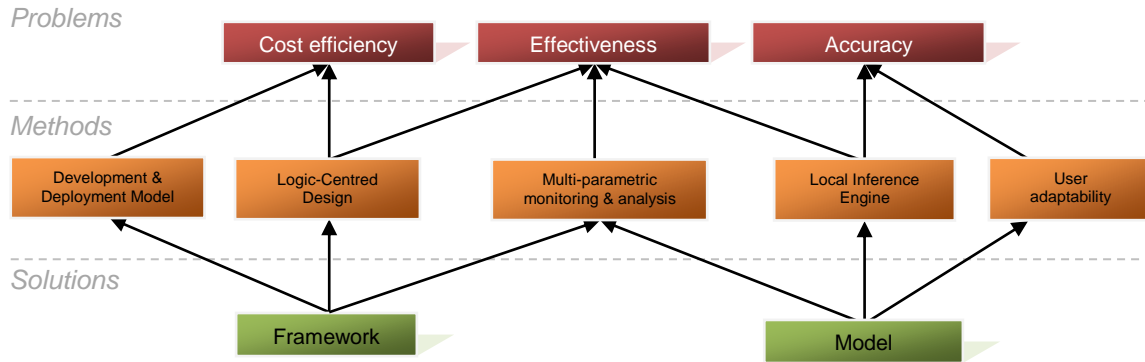 Problems
Cost efficiency
Effectiveness
Accuracy
Methods
Development &
Deployment Model
Logic-Centred
Design
Multi-parametric
monitoring & analysis
Local Inference
Engine
User
adaptability
Solutions
Framework
Model